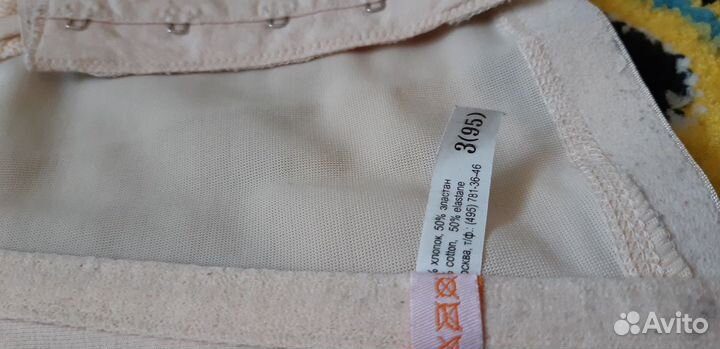 3(95)
% хлопок, 50% эластан
% cotton, 50% elastane
осква, т/ф.: (495) 781-36-46
Avito